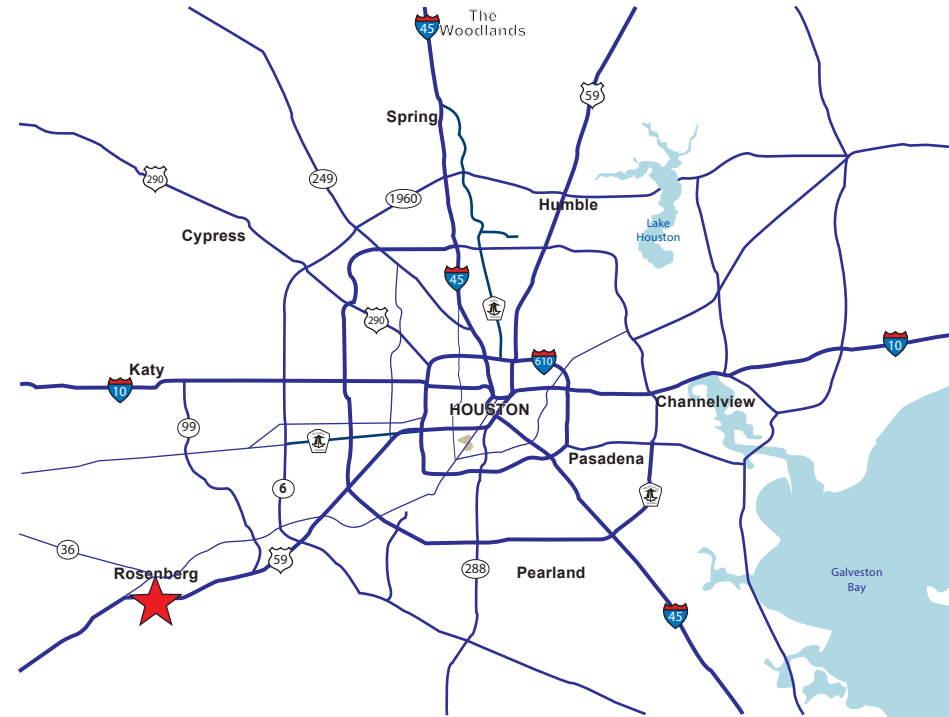 The
Woodlands
45
59
Spring
290
249
1960
Humble
Lake
Houston
Cypress
45
290
610
10
Katy
10
HOUSTON
Channelview
99
Pasadena
6
36
59
Rosenberg
288
Pearland
Galveston
Bay
45